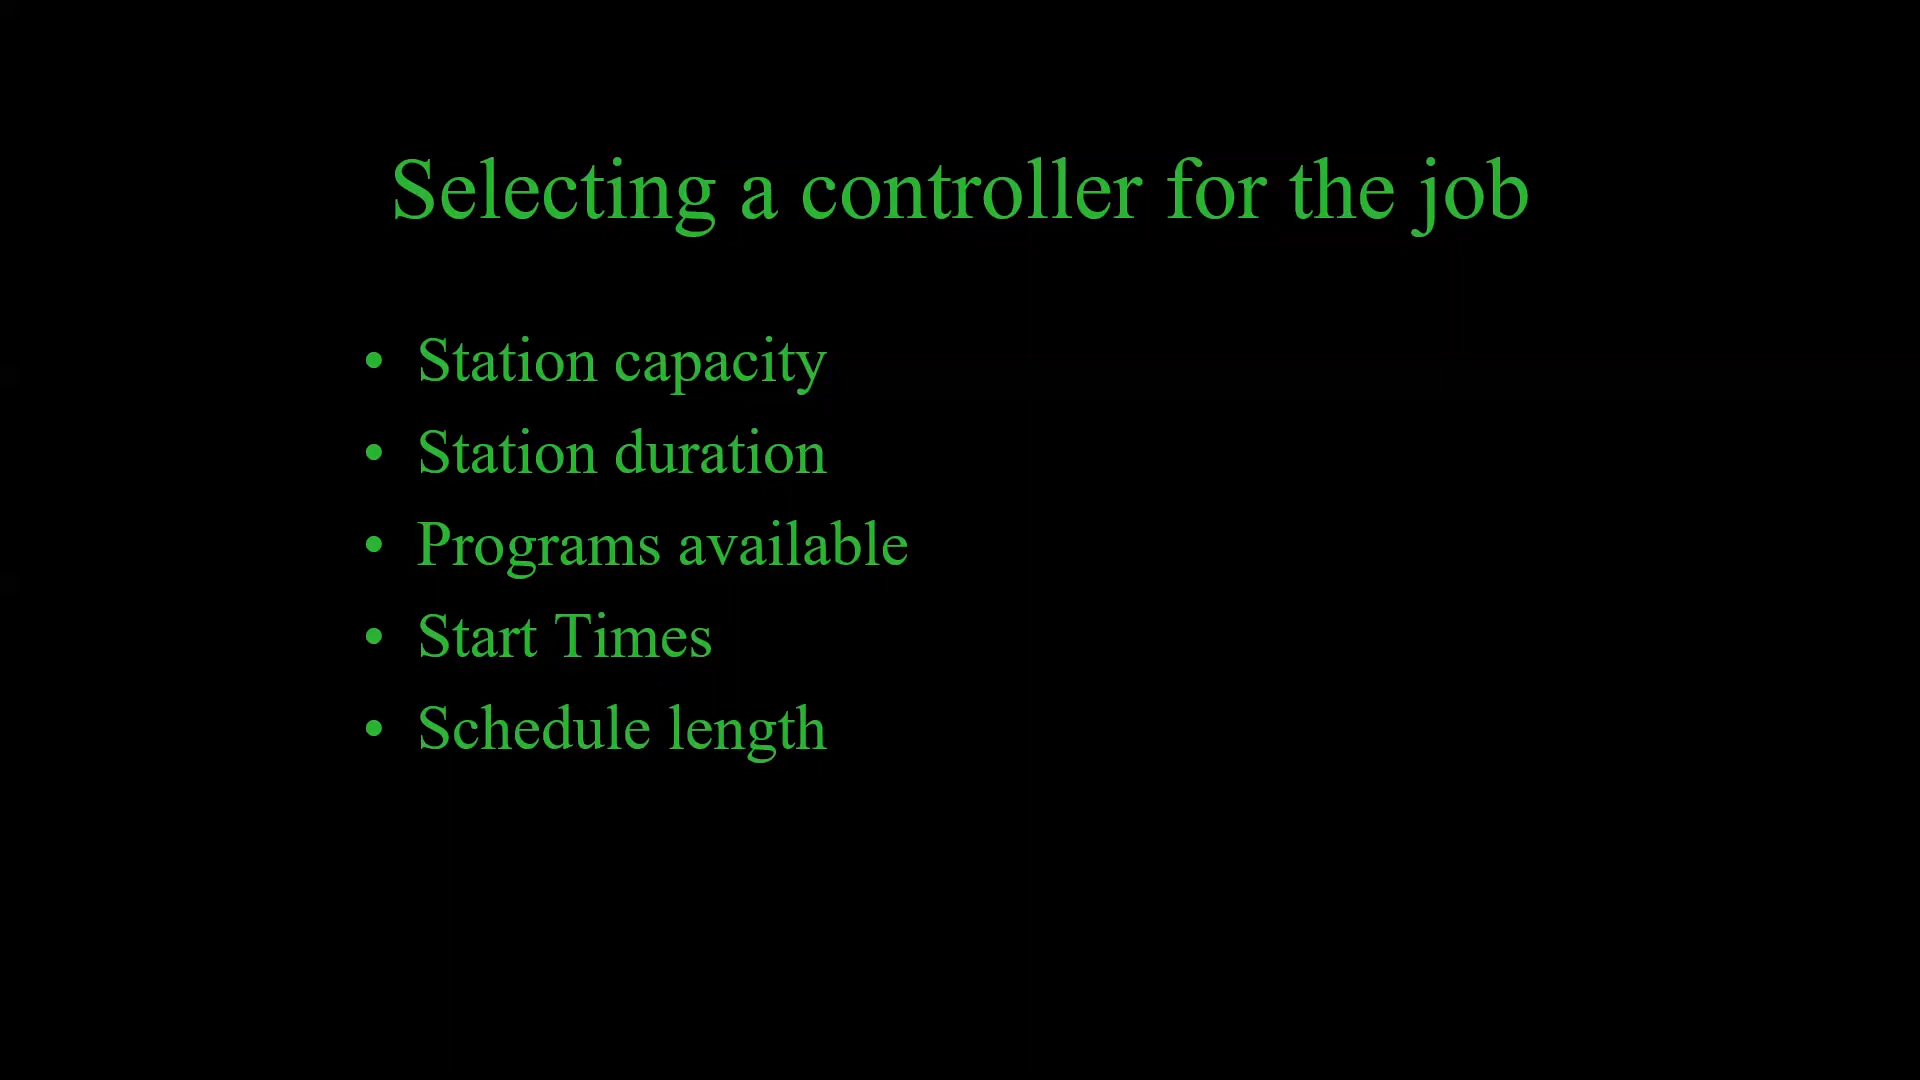 Selecting a controller for the job
• Station capacity
• Station duration
• Programs available
• Start Times
• Schedule length